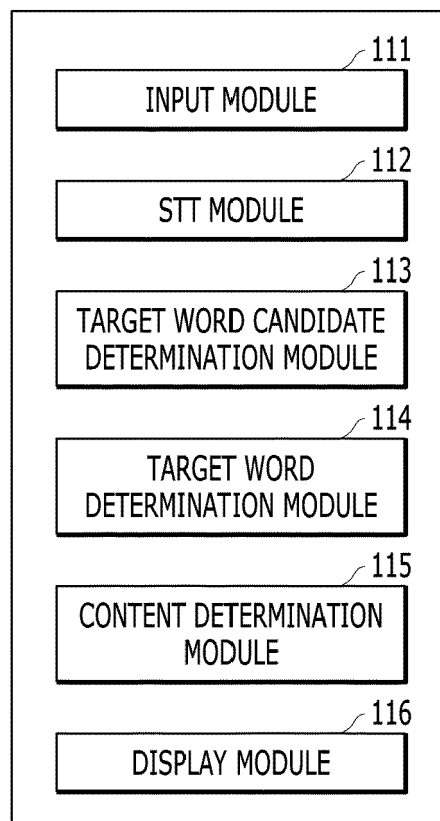 111
INPUT MODULE
112
STT MODULE
113
TARGET WORD CANDIDATE
DETERMINATION MODULE
114
TARGET WORD
DETERMINATION MODULE
115
CONTENT DETERMINATION
MODULE
116
DISPLAY MODULE